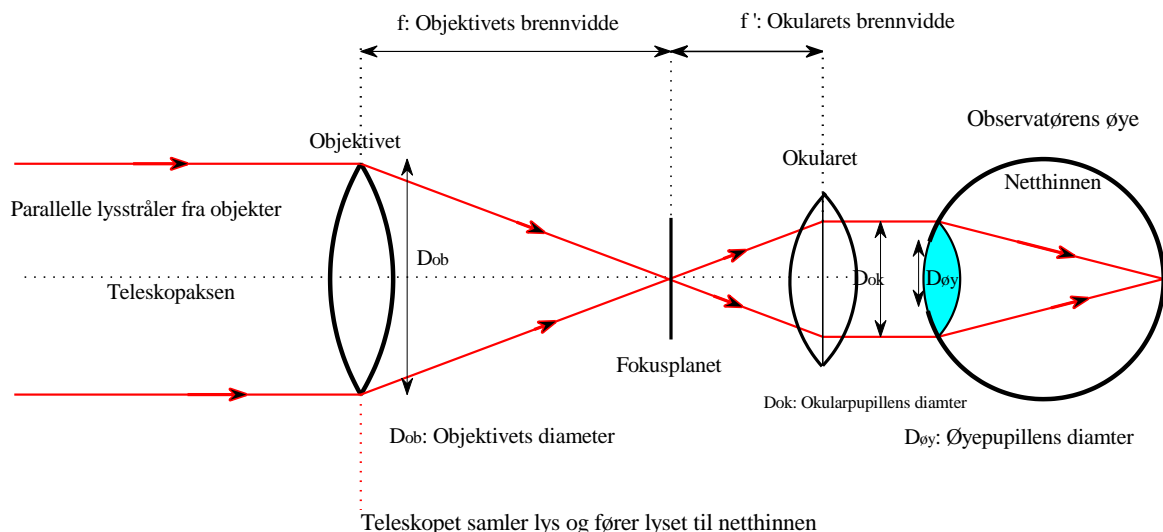 f: Objektivets brennvidde
f ': Okularets brennvidde
Observatørens øye
Objektivet
Okularet
Netthinnen
Parallelle lysstråler fra objekter
Dob
Dok
Døy
Teleskopaksen
Fokusplanet
Dok: Okularpupillens diamter
Dob: Objektivets diameter
Døy: Øyepupillens diamter
Teleskopet samler lys og fører lyset til netthinnen